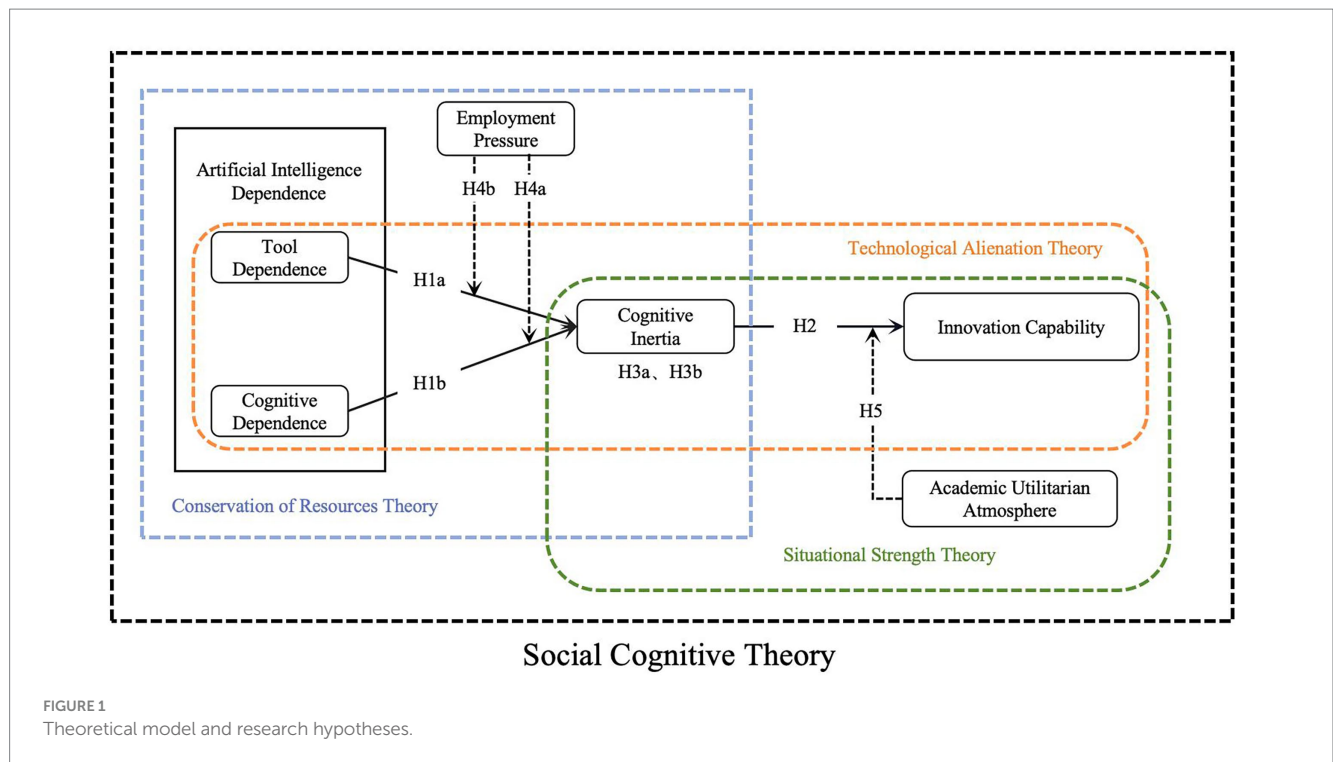 Employment
Pressure
Artificial Intelligence
Dependence
H4b
H4a
Tool
Dependence
Technological Alienation Theory
H1a
Cognitive
Inertia
H2
Innovation Capability
H3a、H3b
H1b
Cognitive
Dependence
H5
Academic Utilitarian
Atmosphere
Conservation of Resources Theory
Situational Strength Theory
Social Cognitive Theory
FIGURE 1
Theoretical model and research hypotheses.